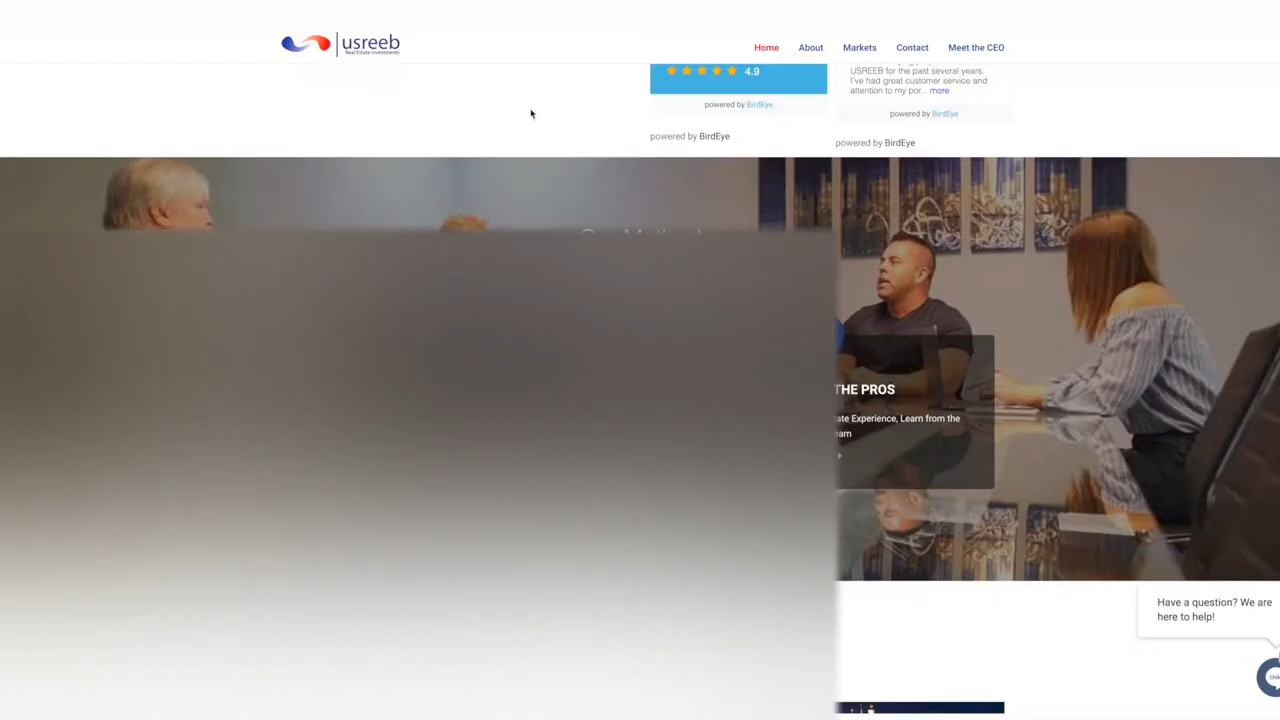 usreeb
Real Estate Investments
Home About Markets Contact Meet the CEO
4.9
powered by BirdEye
powered by BirdEye
USREEB for the past several years.
I've had great customer service and
attention to my por... more
powered by BirdEye
powered by BirdEye
THE PROS
Experience, Learn from the
Have a question? We are
here to help!